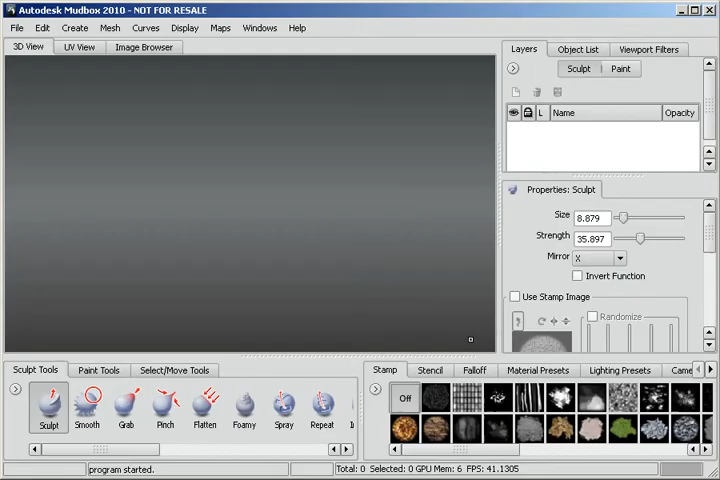 Autodesk Mudbox 2010 - NOT FOR RESALE
File Edit Create Mesh Curves Display Maps Windows Help
3D View UV View Image Browser
Layers Object List Viewport Filters
Sculpt Paint
L Name Opacity
Properties: Sculpt
Size 8.879
Strength 35.897
Mirror X
Invert Function
Use Stamp Image
Randomize
Sculpt Tools Paint Tools Select/Move Tools
Stamp Stencil Falloff Material Presets Lighting Presets Came
Off
Sculpt Smooth Grab Pinch Flatten Foamy Spray Repeat
program started.
Total: 0 Selected: 0 GPU Mem: 6 FPS: 41.1305